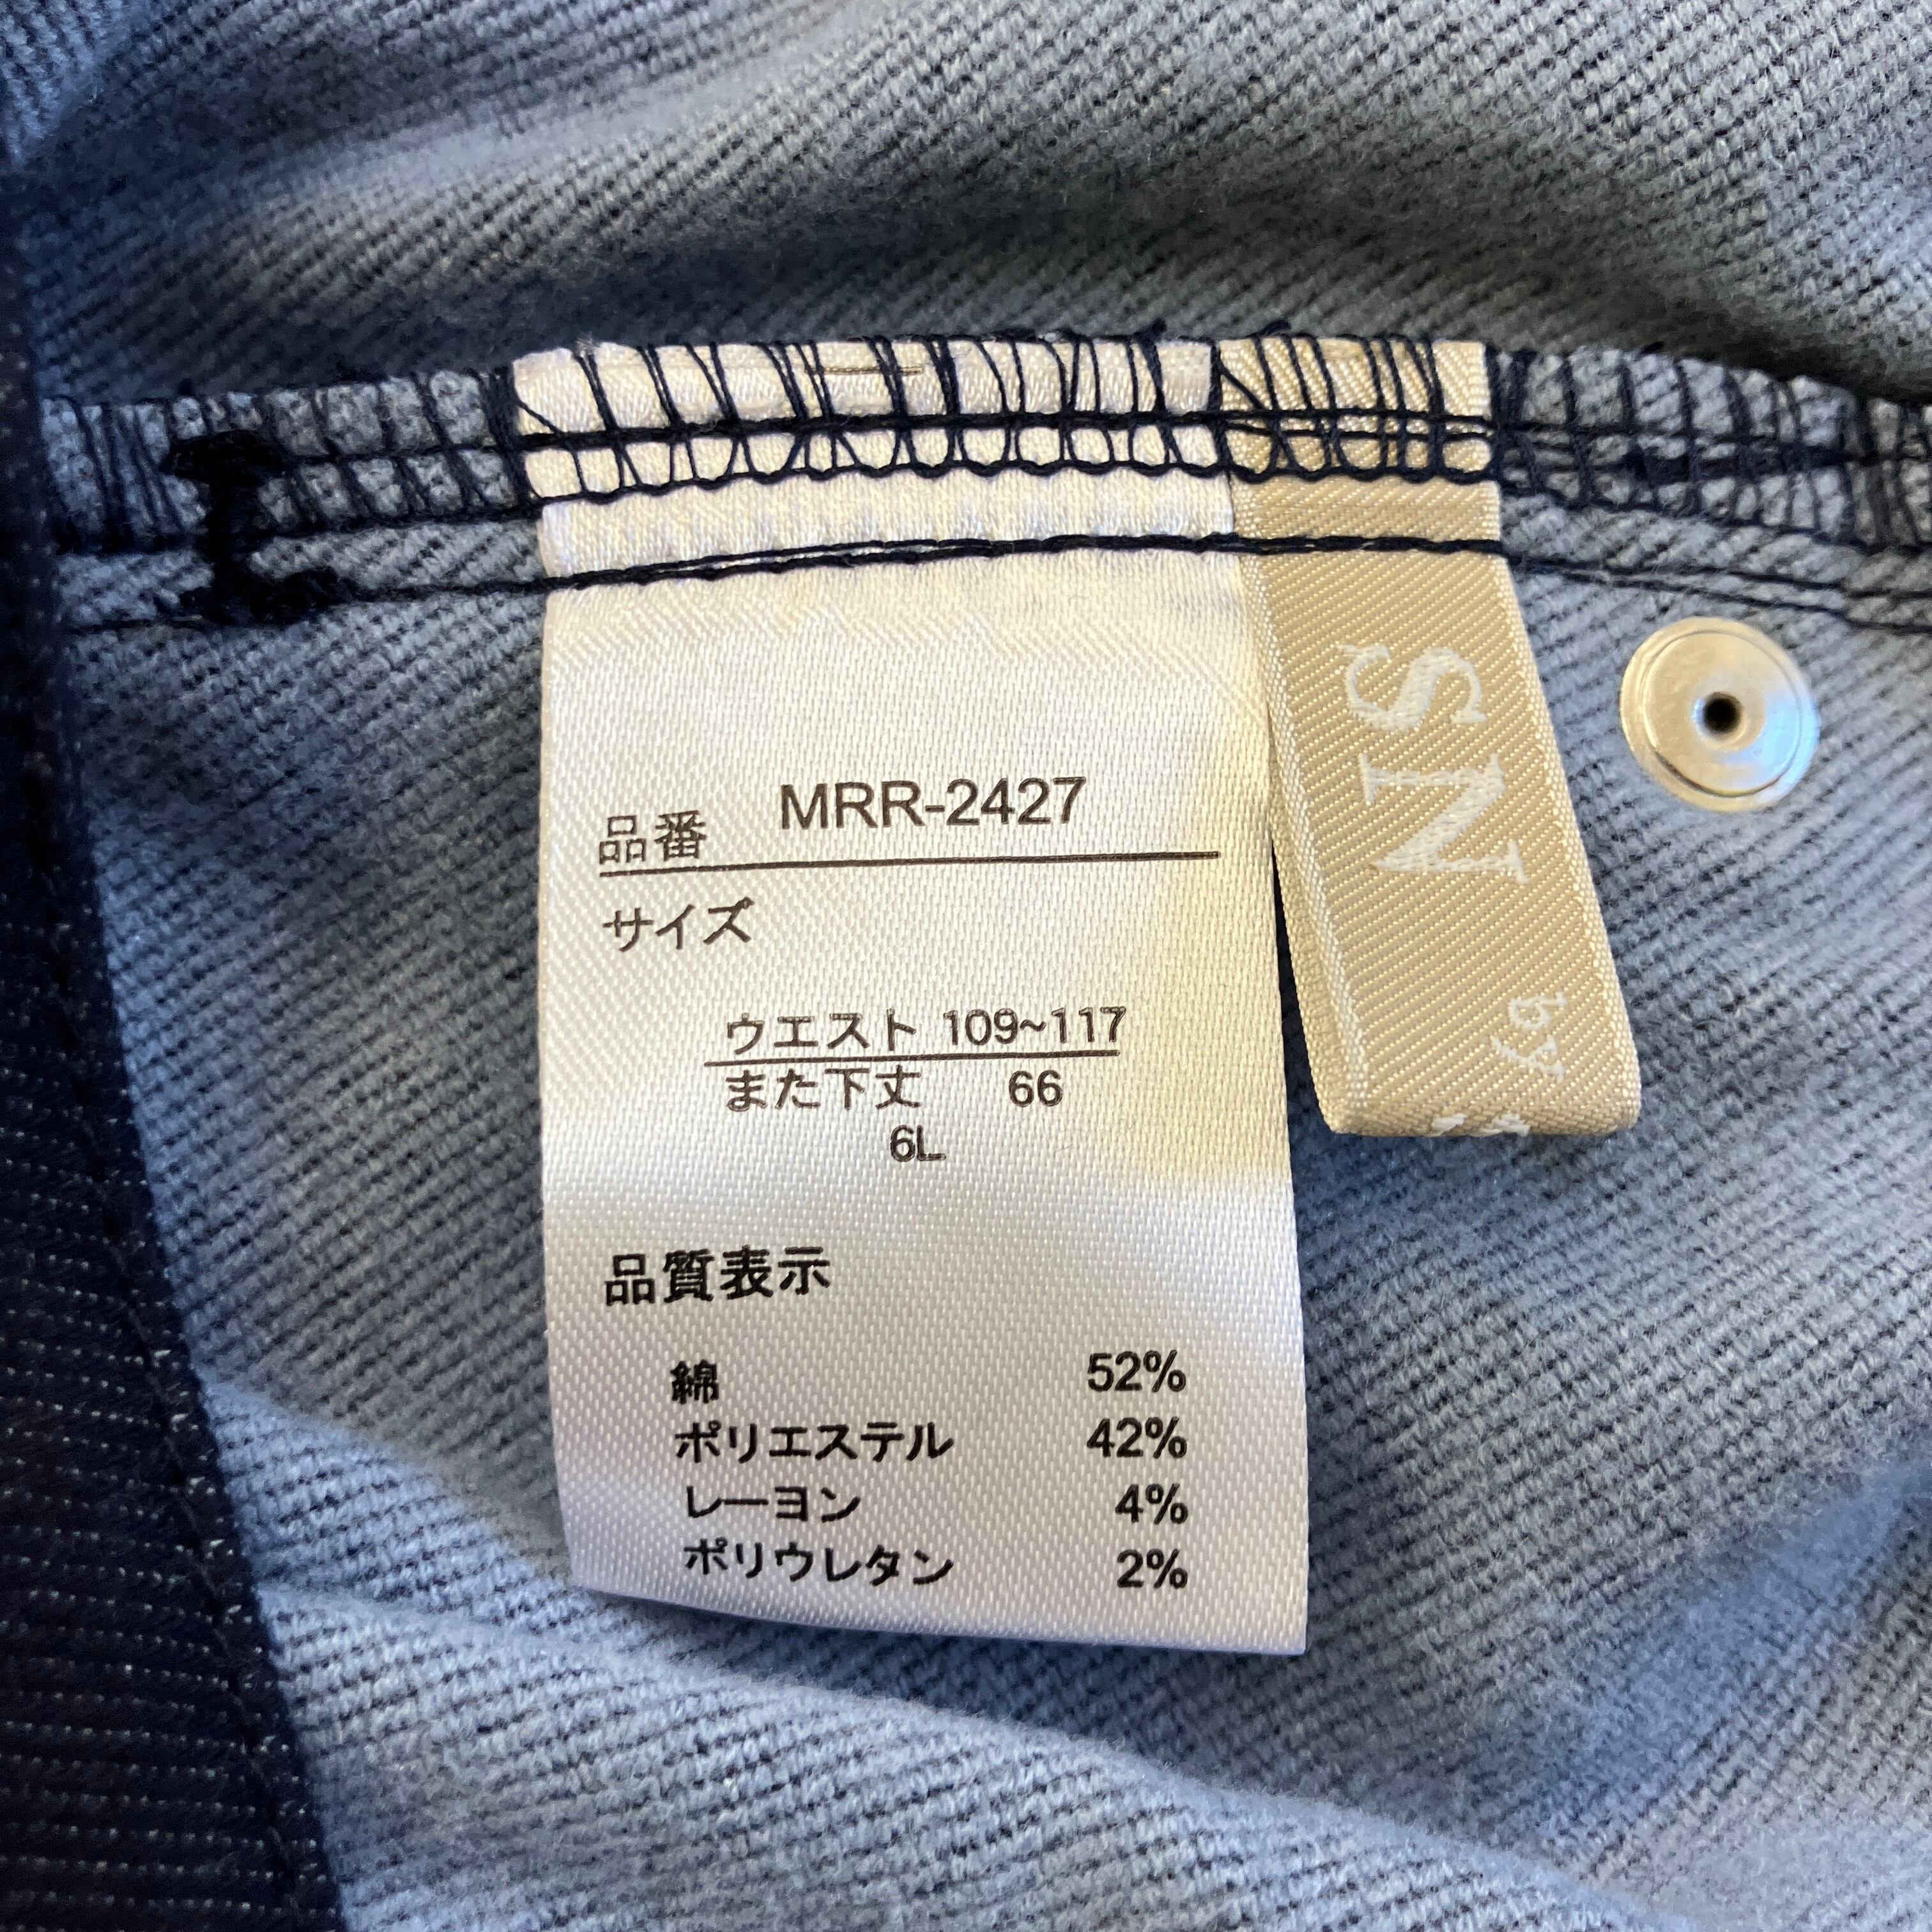 品番 MRR-2427
サイズ
ウエスト 109~117
また下丈 66
6L
品質表示
綿 52%
ポリエステル 42%
レーヨン 4%
ポリウレタン 2%
SN
by